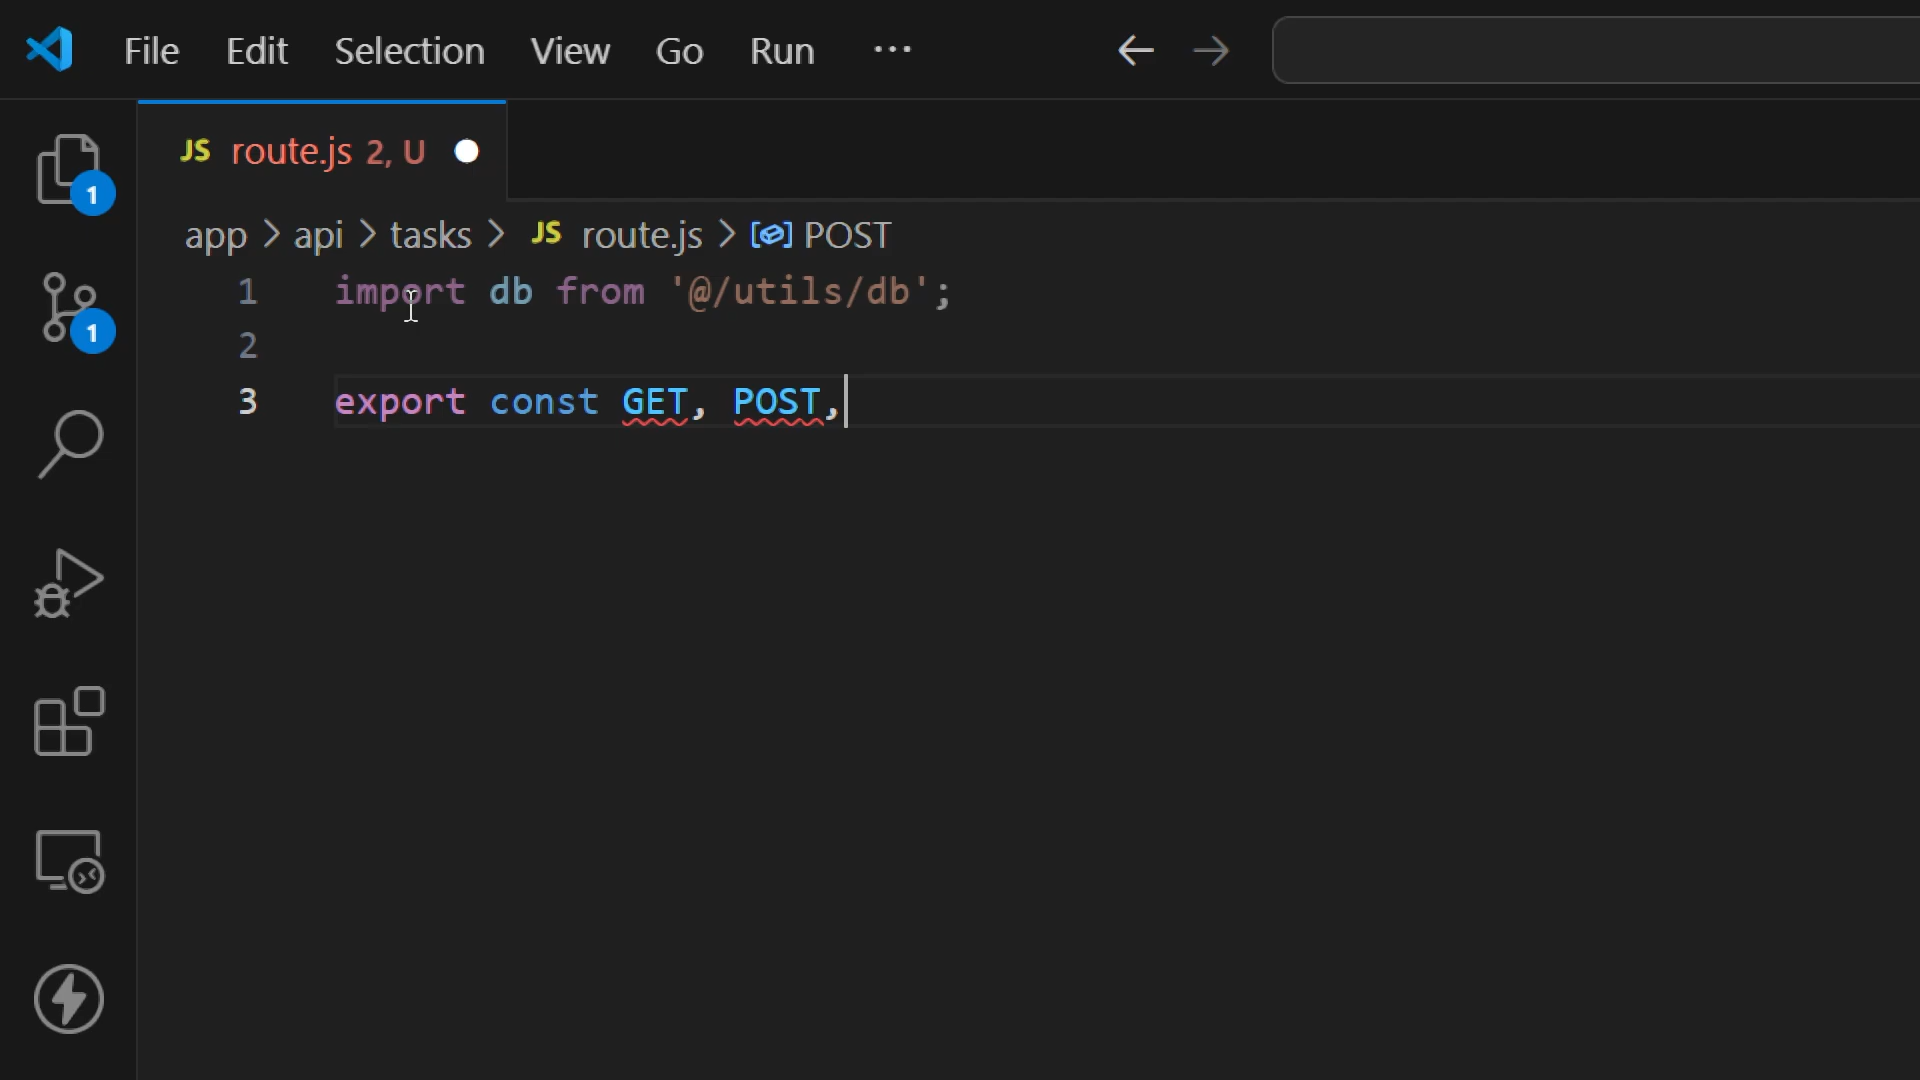 File Edit Selection View Go Run ···
JS route.js 2, U
app > api > tasks > JS route.js > POST
1 import db from '@/utils/db';
2
3 export const GET, POST,
1
1